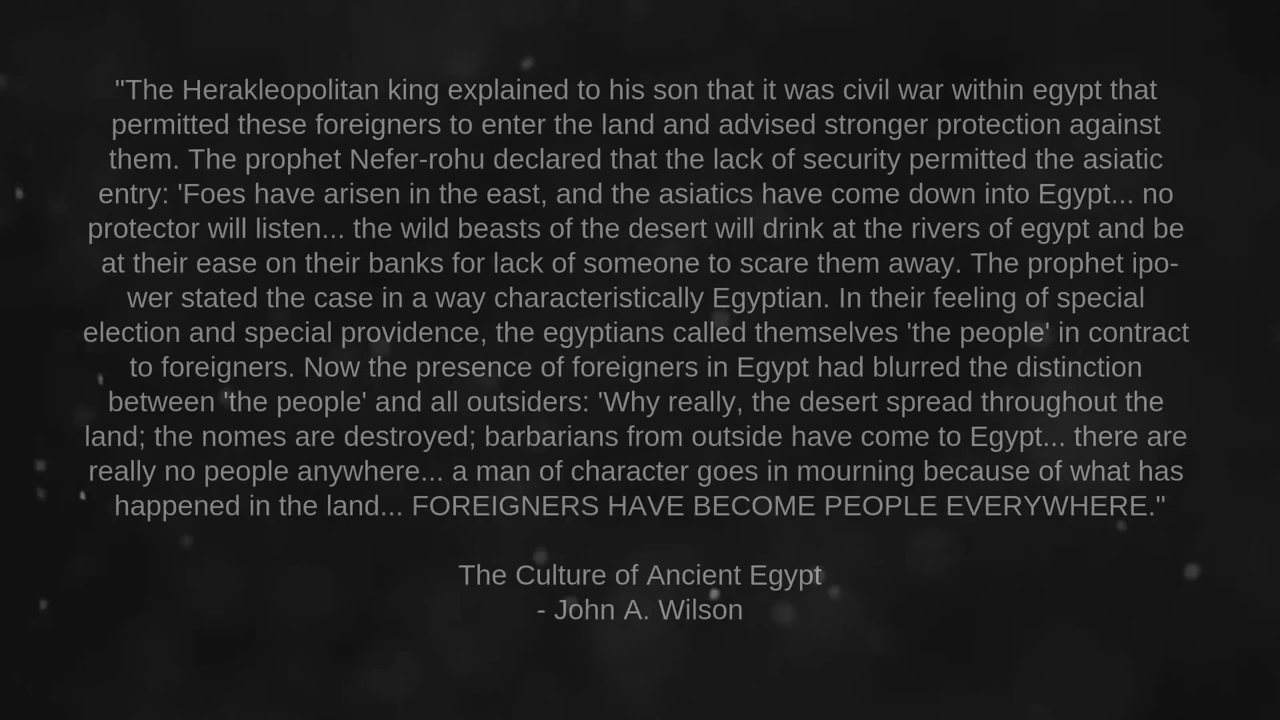 "The Herakleopolitan king explained to his son that it was civil war within egypt that
permitted these foreigners to enter the land and advised stronger protection against
them. The prophet Nefer-rohu declared that the lack of security permitted the asiatic
entry: 'Foes have arisen in the east, and the asiatics have come down into Egypt... no
protector will listen... the wild beasts of the desert will drink at the rivers of egypt and be
at their ease on their banks for lack of someone to scare them away. The prophet ipo-
wer stated the case in a way characteristically Egyptian. In their feeling of special
election and special providence, the egyptians called themselves 'the people' in contract
to foreigners. Now the presence of foreigners in Egypt had blurred the distinction
between 'the people' and all outsiders: 'Why really, the desert spread throughout the
land; the nomes are destroyed; barbarians from outside have come to Egypt... there are
really no people anywhere... a man of character goes in mourning because of what has
happened in the land... FOREIGNERS HAVE BECOME PEOPLE EVERYWHERE."
The Culture of Ancient Egypt
- John A. Wilson